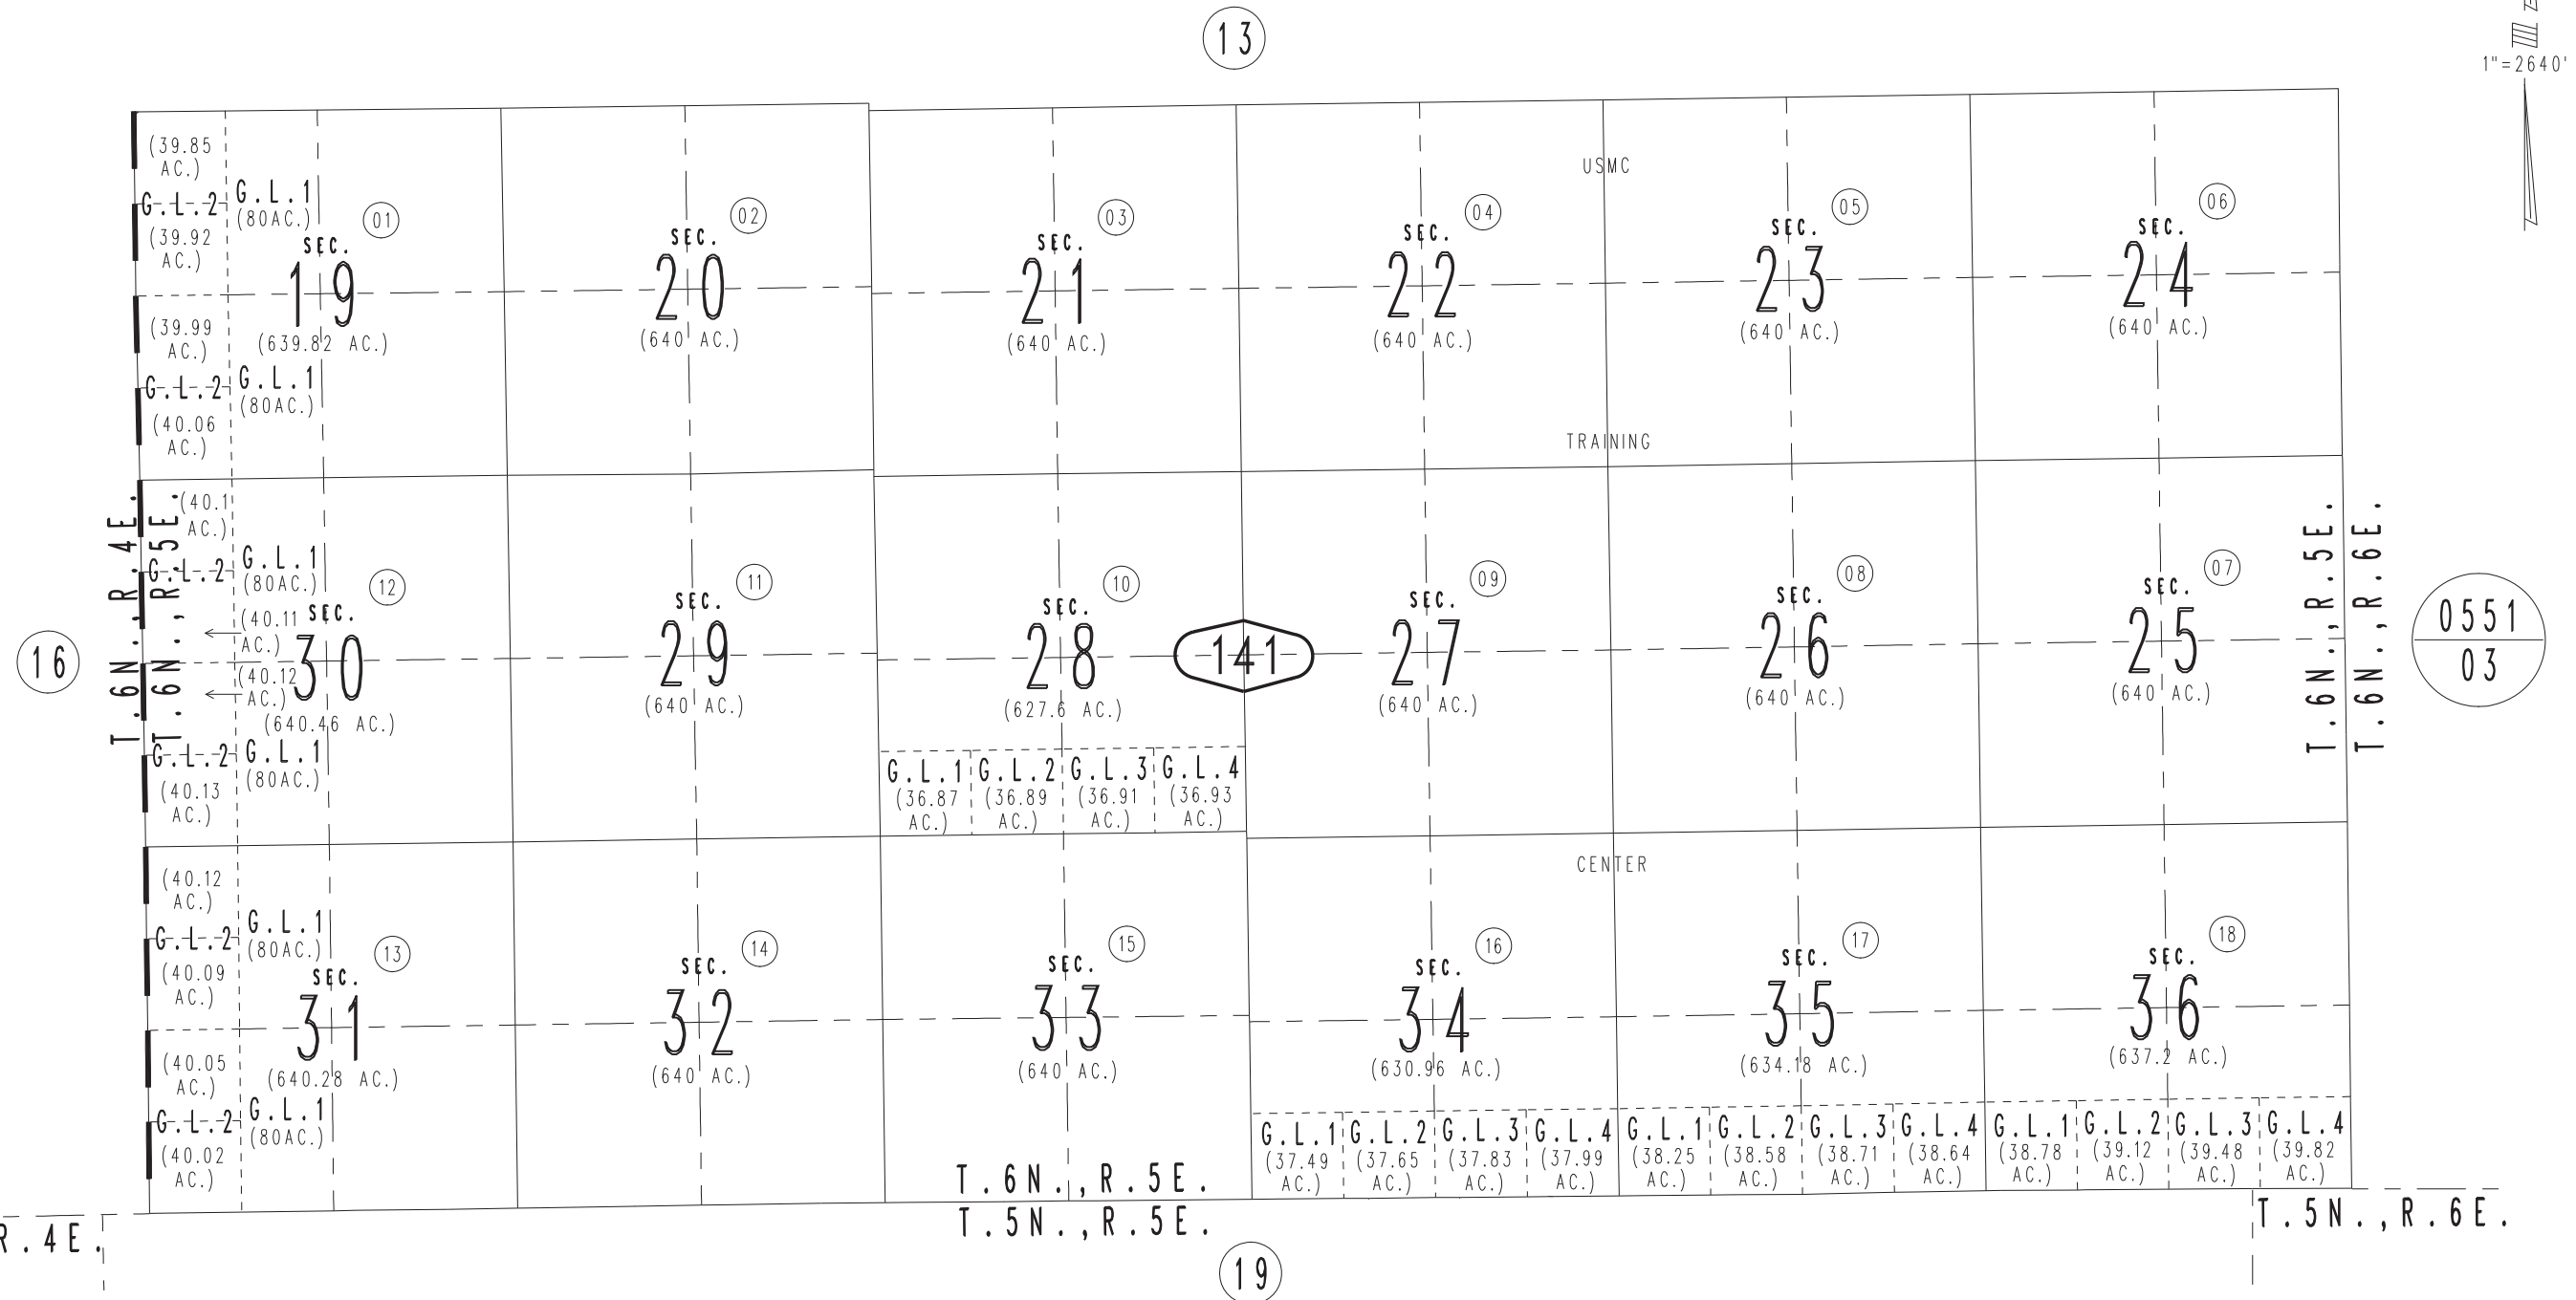 13
1"=2640'
(39.85
AC.)
G.L.2
(39.92
AC.)
G.L.1
(80AC.)
01
SEC.
19
(639.82 AC.)
(39.99
AC.)
G.L.2
(40.06
AC.)
G.L.1
(80AC.)
02
SEC.
20
(640 AC.)
03
SEC.
21
(640 AC.)
04
SEC.
22
(640 AC.)
USMC
05
SEC.
23
(640 AC.)
06
SEC.
24
(640 AC.)
TRAINING
16
T.6N.,R.4E.
T.6N.,R.5E.
(40.1
AC.)
G.L.2
G.L.1
(80AC.)
(40.11
AC.)
(40.12
AC.)
12
SEC.
30
(640.46 AC.)
G.L.2
(40.13
AC.)
G.L.1
(80AC.)
11
SEC.
29
(640 AC.)
10
SEC.
28
(627.6 AC.)
G.L.1
(36.87
AC.)
G.L.2
(36.89
AC.)
G.L.3
(36.91
AC.)
G.L.4
(36.93
AC.)
141
09
SEC.
27
(640 AC.)
08
SEC.
26
(640 AC.)
07
SEC.
25
(640 AC.)
T.6N.,R.5E.
T.6N.,R.6E.
0551
03
CENTER
(40.12
AC.)
G.L.2
(40.09
AC.)
G.L.1
(80AC.)
13
SEC.
31
(640.28 AC.)
(40.05
AC.)
G.L.2
(40.02
AC.)
G.L.1
(80AC.)
14
SEC.
32
(640 AC.)
15
SEC.
33
(640 AC.)
16
SEC.
34
(630.96 AC.)
G.L.1
(37.49
AC.)
G.L.2
(37.65
AC.)
G.L.3
(37.83
AC.)
G.L.4
(37.99
AC.)
17
SEC.
35
(634.18 AC.)
G.L.1
(38.25
AC.)
G.L.2
(38.58
AC.)
G.L.3
(38.71
AC.)
G.L.4
(38.64
AC.)
18
SEC.
36
(637.2 AC.)
G.L.1
(38.78
AC.)
G.L.2
(39.12
AC.)
G.L.3
(39.48
AC.)
G.L.4
(39.82
AC.)
T.6N.,R.5E.
T.5N.,R.5E.
R.4E.
T.5N.,R.6E.
19